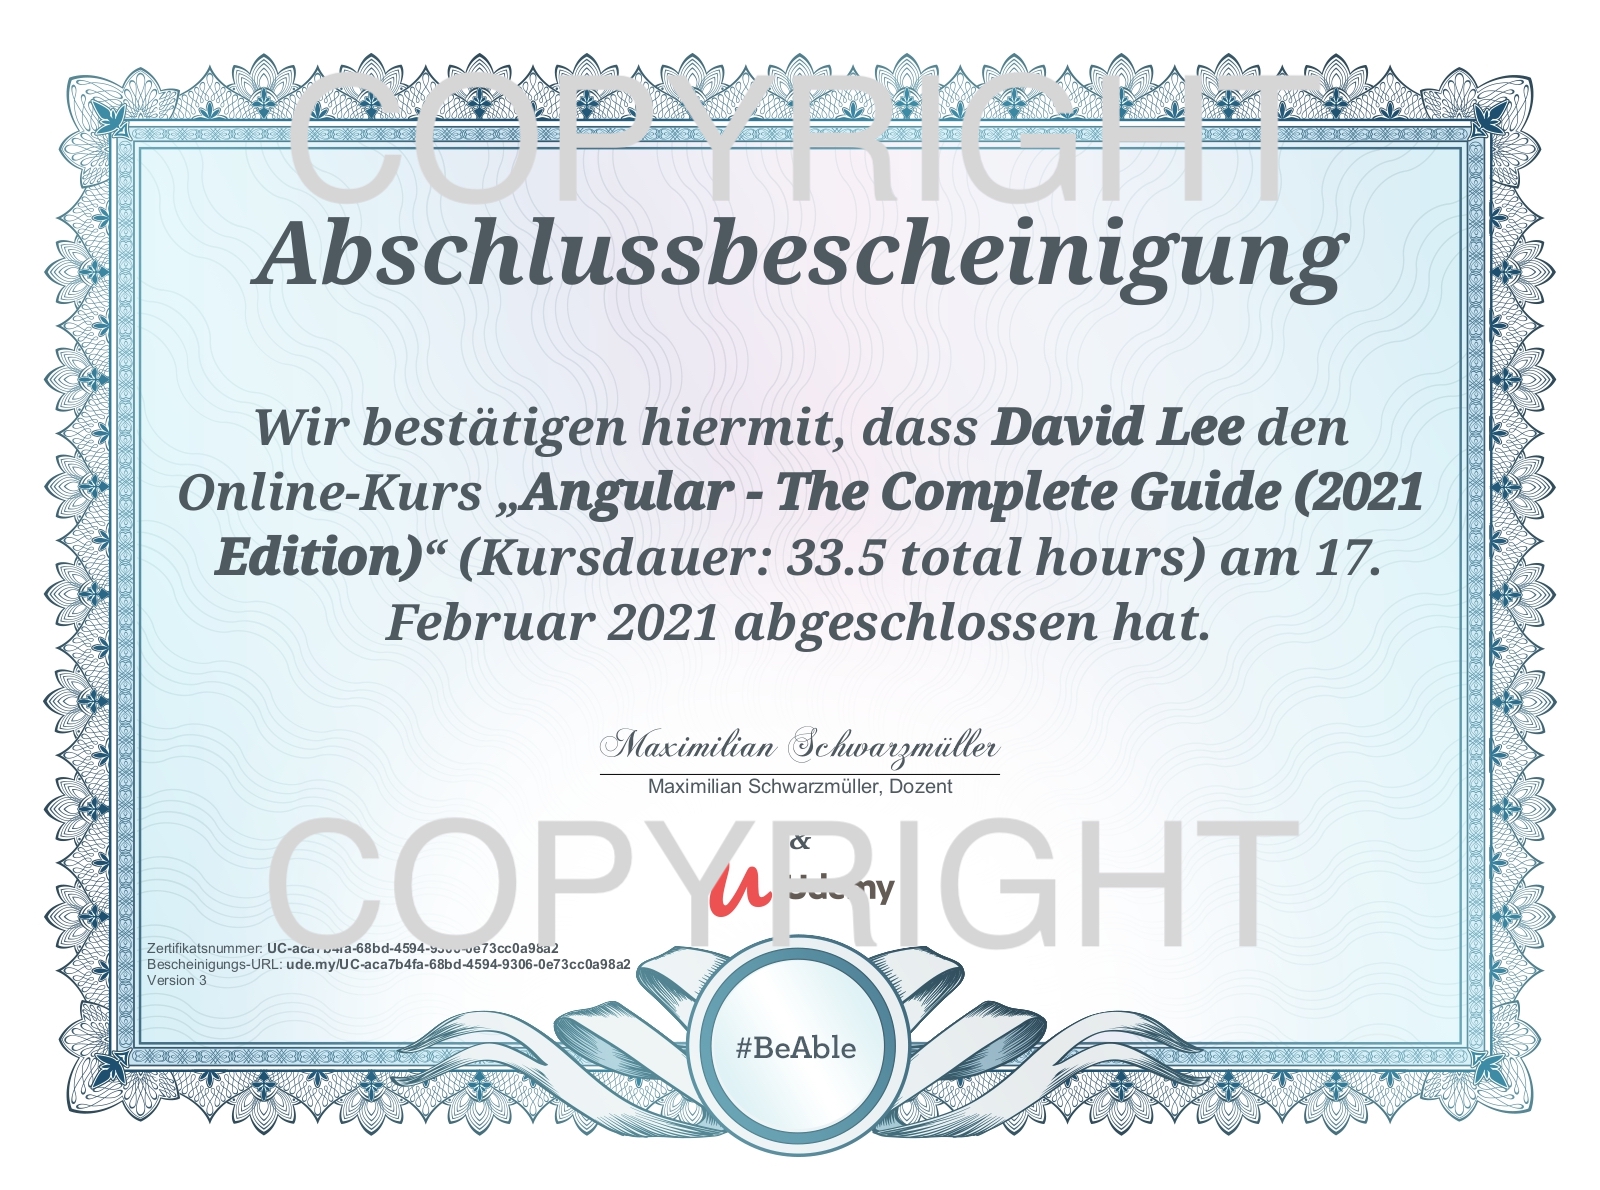 COPYRIGHT
Abschlussbescheinigung
Wir bestätigen hiermit, dass David Lee den
Online-Kurs „Angular - The Complete Guide (2021
Edition)“ (Kursdauer: 33.5 total hours) am 17.
Februar 2021 abgeschlossen hat.
Maximilian Schwarzmüller
Maximilian Schwarzmüller, Dozent
&
COPYRIGHT
Udemy
Zertifikatsnummer: UC-aca7b4fa-68bd-4594-9306-0e73cc0a98a2
Bescheinigungs-URL: ude.my/UC-aca7b4fa-68bd-4594-9306-0e73cc0a98a2
Version 3
#BeAble